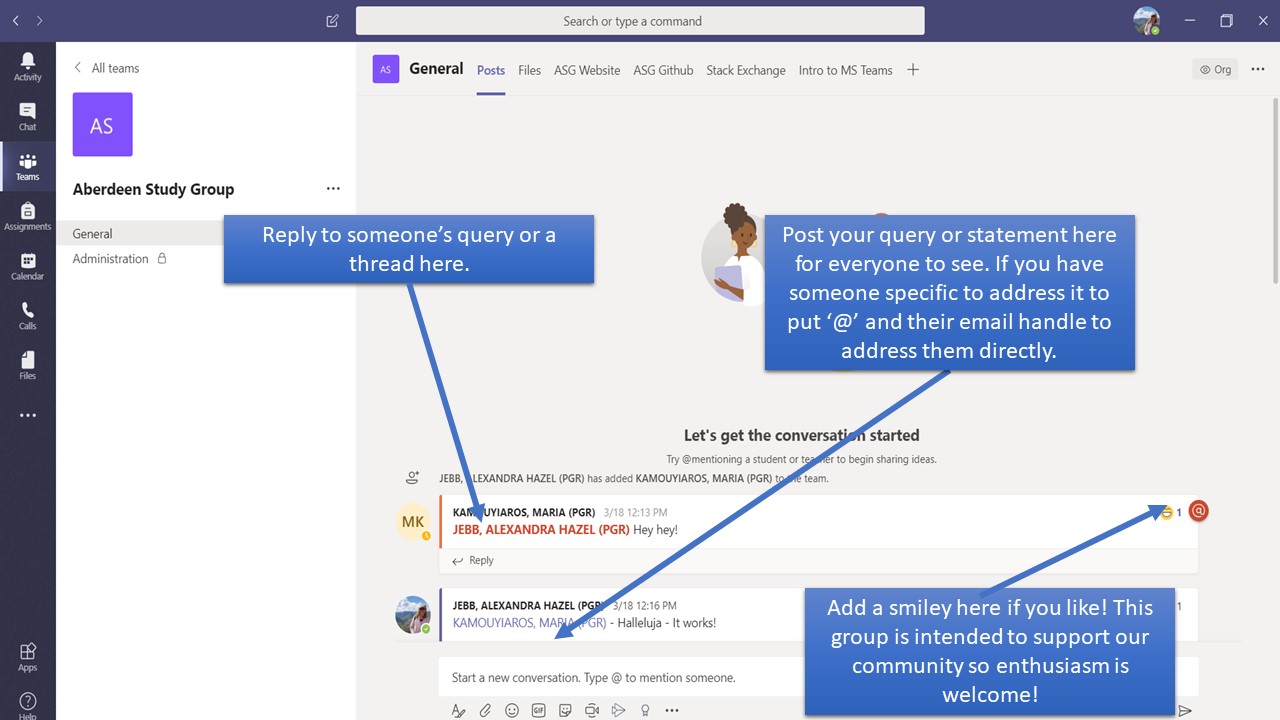 Search or type a command
Activity
Chat
Teams
Assignments
Calendar
Calls
Files
Apps
Help
All teams
AS
Aberdeen Study Group
General
Administration
AS General Posts Files ASG Website ASG Github Stack Exchange Intro to MS Teams
Org
Reply to someone's query or a
thread here.
Post your query or statement here
for everyone to see. If you have
someone specific to address it to
put ‘@’ and their email handle to
address them directly.
Let's get the conversation started
Try @mentioning a student or teacher to begin sharing ideas.
JEBB, ALEXANDRA HAZEL (PGR) has added KAMOUYIAROS, MARIA (PGR) to the team.
MK
KAMOUYIAROS, MARIA (PGR) 3/18 12:13 PM
1
@
JEBB, ALEXANDRA HAZEL (PGR) Hey hey!
Reply
JEBB, ALEXANDRA HAZEL (PGR) 3/18 12:16 PM
1
KAMOUYIAROS, MARIA (PGR) - Halleluja - It works!
Add a smiley here if you like! This
group is intended to support our
community so enthusiasm is
welcome!
Start a new conversation. Type @ to mention someone.
GIF